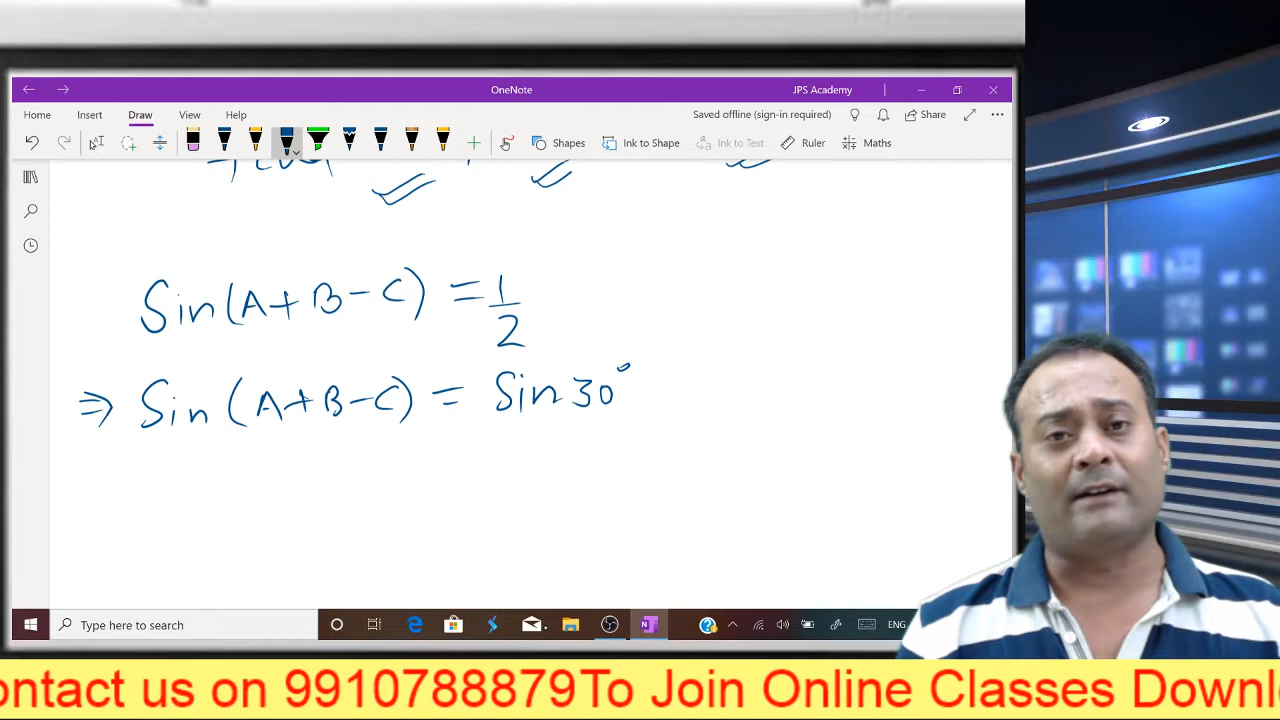 OneNote
JPS Academy
Home Insert Draw View Help
Saved offline (sign-in required)
Share
Shapes
Ink to Shape
Ink to Text
Ruler
Maths
Sin(A+B-C) = 1/2
⇒ Sin (A+B-C) = Sin 30°
Type here to search
ENG
ontact us on 9910788879To Join Online Classes Downl